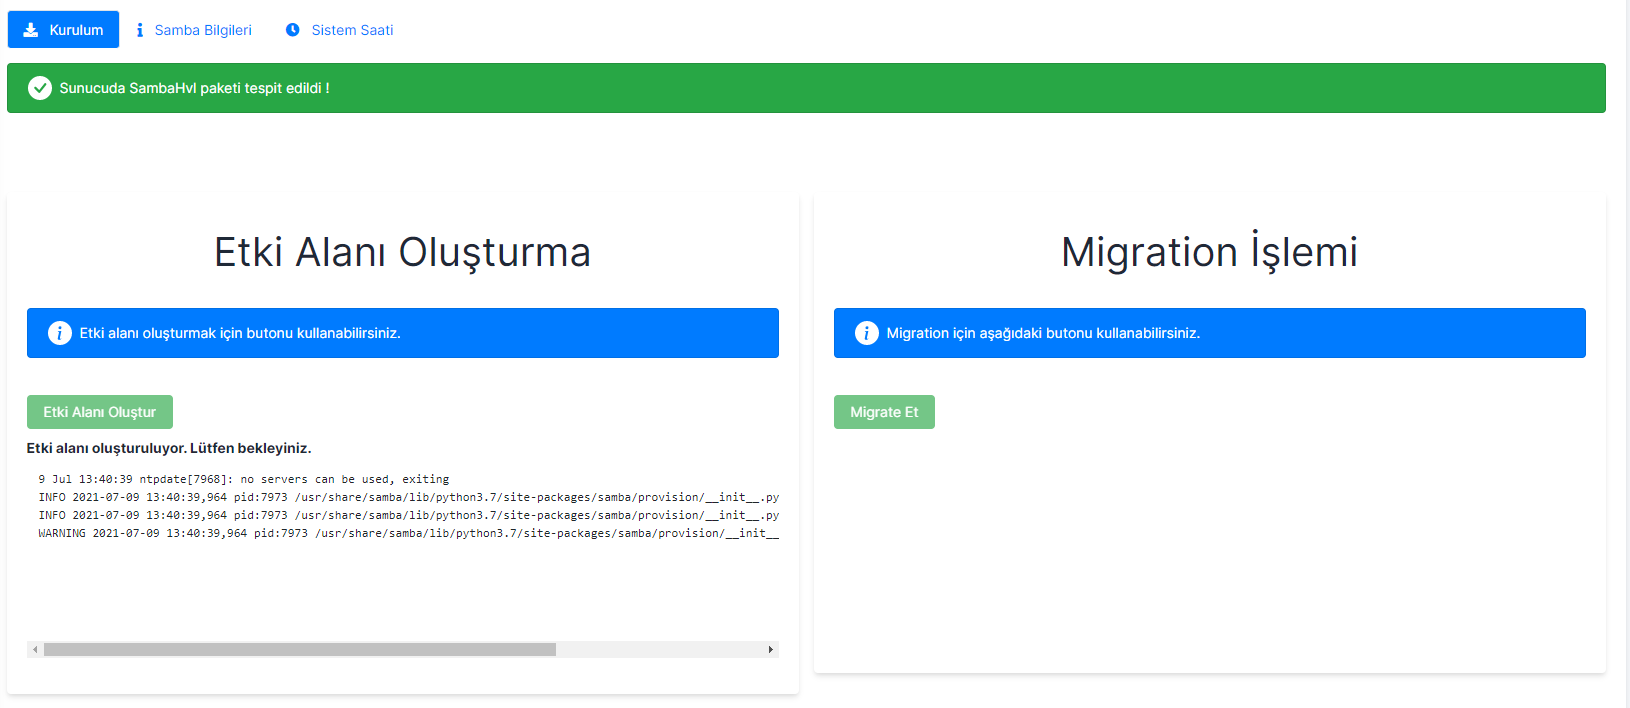 Kurulum
Samba Bilgileri
Sistem Saati
Sunucuda SambaHvl paketi tespit edildi !
Etki Alanı Oluşturma
Etki alanı oluşturmak için butonu kullanabilirsiniz.
Etki Alanı Oluştur
Etki alanı oluşturuluyor. Lütfen bekleyiniz.
9 Jul 13:40:39 ntpdate[7968]: no servers can be used, exiting
INFO 2021-07-09 13:40:39,964 pid:7973 /usr/share/samba/lib/python3.7/site-packages/samba/provision/__init__.py
INFO 2021-07-09 13:40:39,964 pid:7973 /usr/share/samba/lib/python3.7/site-packages/samba/provision/__init__.py
WARNING 2021-07-09 13:40:39,964 pid:7973 /usr/share/samba/lib/python3.7/site-packages/samba/provision/__init__
Migration İşlemi
Migration için aşağıdaki butonu kullanabilirsiniz.
Migrate Et